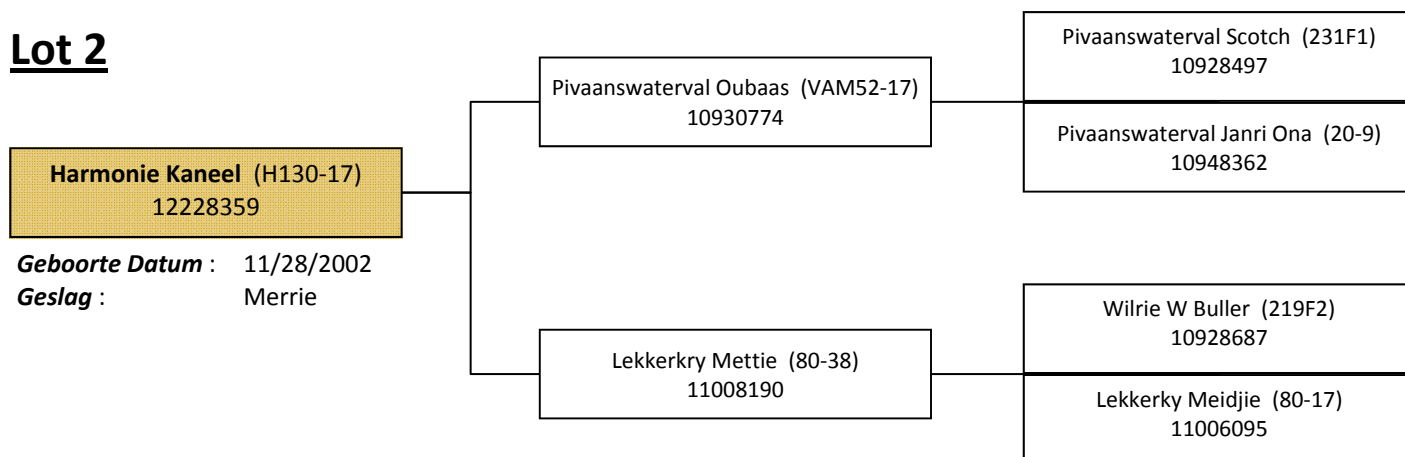 Lot 2
Harmonie Kaneel (H130-17)
12228359
Geboorte Datum : 11/28/2002
Geslag : Merrie
Pivaanswaterval Oubaas (VAM52-17)
10930774
Lekkerkry Mettie (80-38)
11008190
Pivaanswaterval Scotch (231F1)
10928497
Pivaanswaterval Janri Ona (20-9)
10948362
Wilrie W Buller (219F2)
10928687
Lekkerky Meidjie (80-17)
11006095